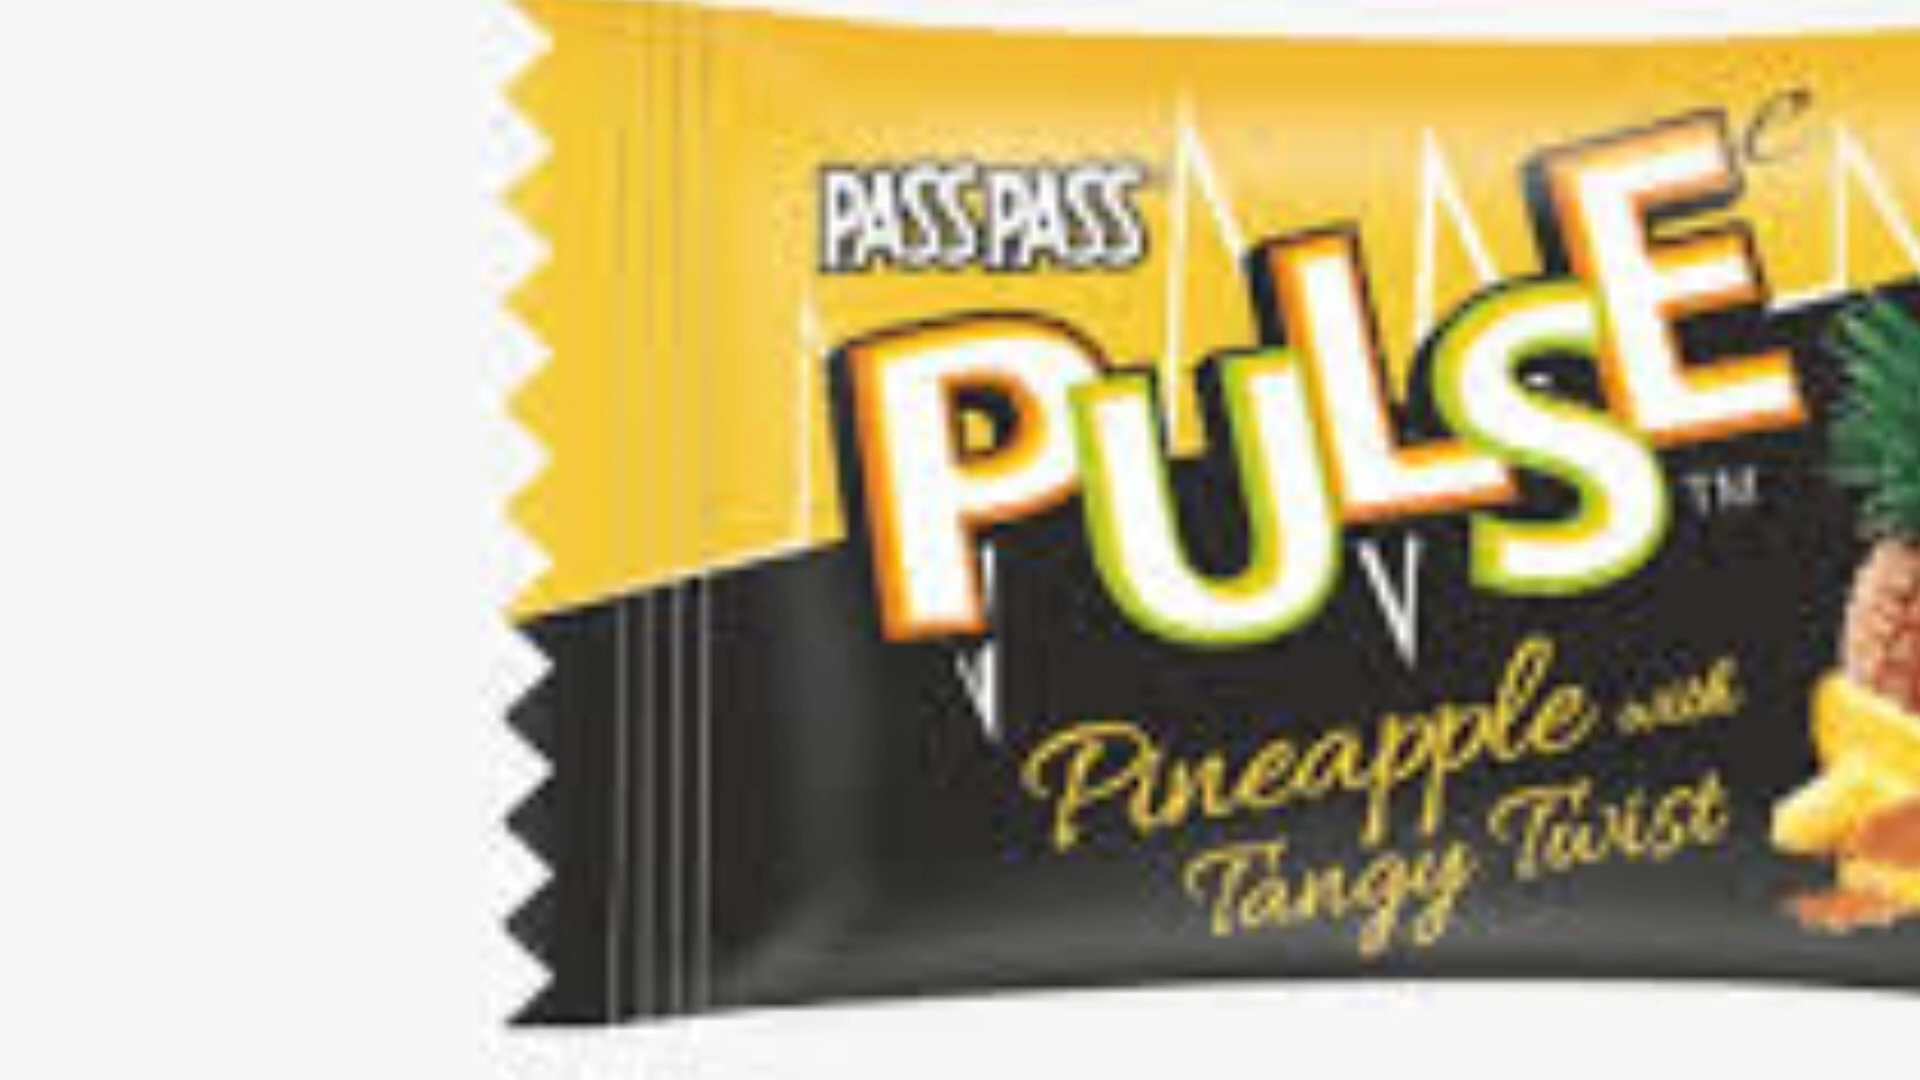 PASS PASS
PULSE
TM
Pineapple with
Tangy Twist